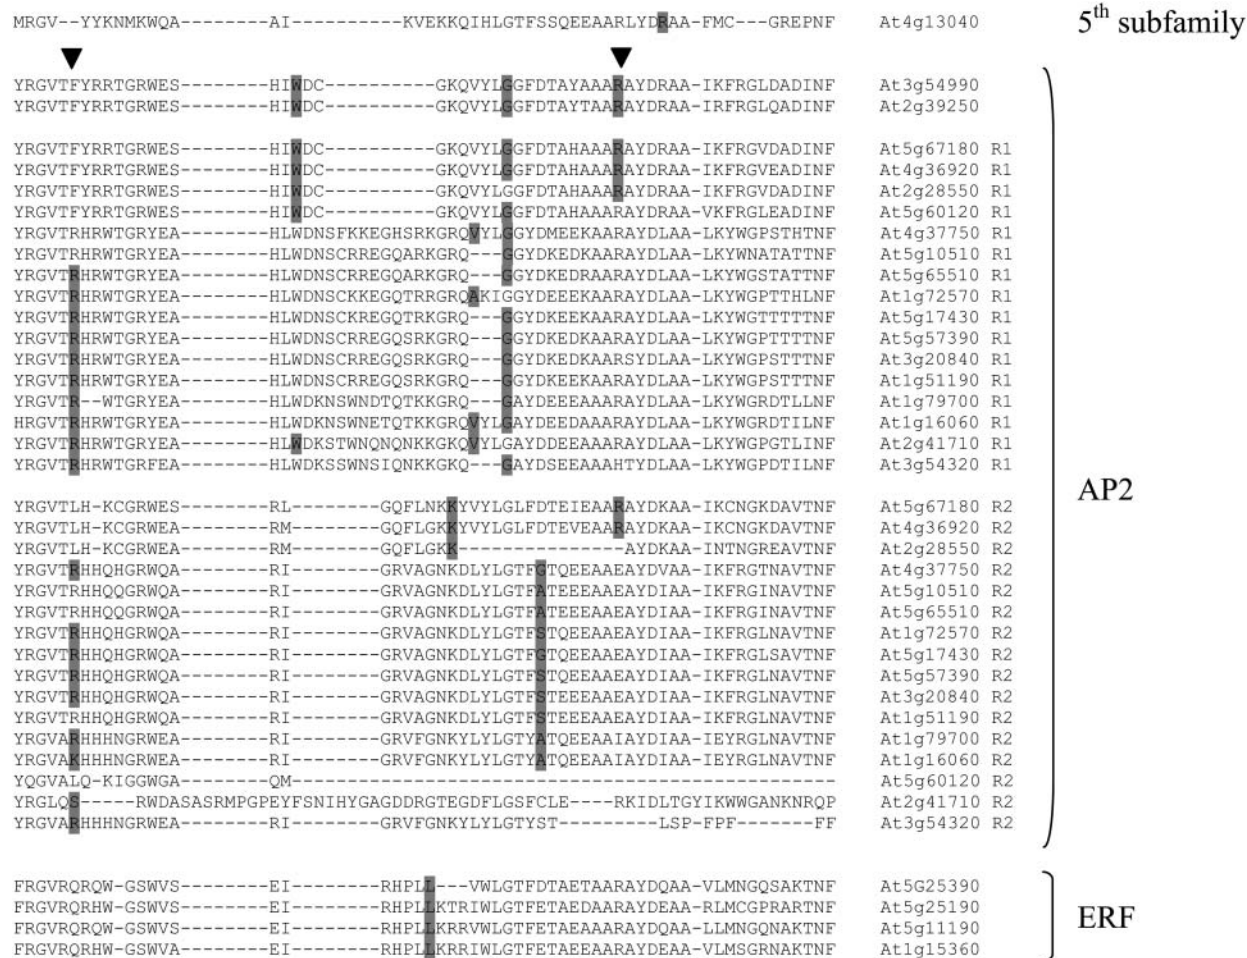 MRGV--YYKNMKWQA--------AI----------KVEKKQIHLGTFSSQEEAARLYDRAA-FMC---GREPNF At4g13040 5th subfamily
YRGVTFYRRTGRWES--------HIWDC----------GKQVYLGGFDTAYAAARAYDRAA-IKFRGLDADINF At3g54990
YRGVTFYRRTGRWES--------HIWDC----------GKQVYLGGFDTAYTAARAYDRAA-IRFRGLQADINF At2g39250
YRGVTFYRRTGRWES--------HIWDC----------GKQVYLGGFDTAHAAARAYDRAA-IKFRGVDADINF At5g67180 R1
YRGVTFYRRTGRWES--------HIWDC----------GKQVYLGGFDTAHAAARAYDRAA-IKFRGVEADINF At4g36920 R1
YRGVTFYRRTGRWES--------HIWDC----------GKQVYLGGFDTAHAAARAYDRAA-IKFRGVDADINF At2g28550 R1
YRGVTFYRRTGRWES--------HIWDC----------GKQVYLGGFDTAHAAARAYDRAA-VKFRGLEADINF At5g60120 R1
YRGVTRHRWTGRYEA--------HLWDNSFKKEGHSRKGRQVYLGGYDMEEKAARAYDLAA-LKYWGPSTHTNF At4g37750 R1
YRGVTRHRWTGRYEA--------HLWDNSCRREGQARKGRQ---GGYDKEDKAARAYDLAA-LKYWNATATTNF At5g10510 R1
YRGVTRHRWTGRYEA--------HLWDNSCRREGQARKGRQ---GGYDKEDRAARAYDLAA-LKYWGSTATTNF At5g65510 R1
YRGVTRHRWTGRYEA--------HLWDNSCKKEGQTRRGRQAKIGGYDEEEKAARAYDLAA-LKYWGPTTHLNF At1g72570 R1
YRGVTRHRWTGRYEA--------HLWDNSCRREGQTRKGRQ---GGYDKEEKAARAYDLAA-LKYWGTTTTTNF At5g17430 R1
YRGVTRHRWTGRYEA--------HLWDNSCRREGQSRKGRQ---GGYDKEEKAARAYDLAA-LKYWGPTTTTNF At5g57390 R1
YRGVTRHRWTGRYEA--------HLWDNSCRREGQSRKGRQ---GGYDKEDKAARSYDLAA-LKYWGPSTTTNF At3g20840 R1
YRGVTRHRWTGRYEA--------HLWDNSCRREGQSRKGRQ---GGYDKEEKAARAYDLAA-LKYWGPSTTTNF At1g51190 R1
YRGVTR--WTGRYEA--------HLWDKNSWNDTQTKKGRQ---GAYDEEEAAARAYDLAA-LKYWGRDTLLNF At1g79700 R1
HRGVTRHRWTGRYEA--------HLWDKNSWNETQTKKGRQVYLGAYDEEDAAARAYDLAA-LKYWGRDTILNF At1g16060 R1
YRGVTRHRWTGRYEA--------HLWDKSTWNQNQNKKGKQVYLGAYDDEEAAARAYDLAA-LKYWGPGTLINF At2g41710 R1
YRGVTRHRWTGRFEA--------HLWDKSSWNSIQNKKGKQ---GAYDSEEAAAHTYDLAA-LKYWGPDTILNF At3g54320 R1
AP2
YRGVTLH-KCGRWES--------RL--------GQFLNKKYVYLGLFDTEIEAARAYDKAA-IKCNGKDAVTNF At5g67180 R2
YRGVTLH-KCGRWEA--------RM--------GQFLGKKYVYLGLFDTEVEAARAYDKAA-IKCNGKDAVTNF At4g36920 R2
YRGVTLH-KCGRWEA--------RM--------GQFLGKK---------------AYDKAA-INTNGREAVTNF At2g28550 R2
YRGVTRHHQHGRWQA--------RI--------GRVAGNKDLYLGTFGTQEEAAEAYDVAA-IKFRGTNAVTNF At4g37750 R2
YRGVTRHHQQGRWQA--------RI--------GRVAGNKDLYLGTFATEEEAAEAYDIAA-IKFRGINAVTNF At5g10510 R2
YRGVTRHHQQGRWQA--------RI--------GRVAGNKDLYLGTFATEEEAAEAYDIAA-IKFRGINAVTNF At5g65510 R2
YRGVTRHHQHGRWQA--------RI--------GRVAGNKDLYLGTFSTQEEAAEAYDIAA-IKFRGLNAVTNF At1g72570 R2
YRGVTRHHQHGRWQA--------RI--------GRVAGNKDLYLGTFGTQEEAAEAYDIAA-IKFRGLSAVTNF At5g17430 R2
YRGVTRHHQHGRWQA--------RI--------GRVAGNKDLYLGTFSTQEEAAEAYDIAA-IKFRGLNAVTNF At5g57390 R2
YRGVTRHHQHGRWQA--------RI--------GRVAGNKDLYLGTFSTEEEAAEAYDIAA-IKFRGLNAVTNF At3g20840 R2
YRGVTRHHQHGRWQA--------RI--------GRVAGNKDLYLGTFSTEEEAAEAYDIAA-IKFRGLNAVTNF At1g51190 R2
YRGVARHHHNGRWEA--------RI--------GRVFGNKYLYLGTYATQEEAAIAYDIAA-IEYRGLNAVTNF At1g79700 R2
YRGVAKHHHNGRWEA--------RI--------GRVFGNKYLYLGTYATQEEAAIAYDIAA-IEYRGLNAVTNF At1g16060 R2
YQGVALQ-KIGGWGA--------QM------------------------------------------------- At5g60120 R2
YRGLQS-----RWDASASRMPGPEYFSNIHYGAGDDRGTEGDFLGSFCLE----RKIDLTGYIKWWGANKNRQP At2g41710 R2
YRGVARHHHNGRWEA--------RI--------GRVFGNKYLYLGTYST---------LSP-FPF-------FF At3g54320 R2
FRGVRQRQW-GSWVS--------EI--------RHPLL---VWLGTFDTAETAARAYDQAA-VLMNGQSAKTNF At5G25390
FRGVRQRHW-GSWVS--------EI--------RHPLLKTRIWLGTFETAEDAARAYDEAA-RLMCGPRARTNF At5g25190
FRGVRQRHW-GSWVS--------EI--------RHPLLKRRVWLGTFETAEEAARAYDQAA-LLMNGQNAKTNF At5g11190
FRGVRQRHW-GSWVA--------EI--------RHPLLKRRIWLGTFETAEEAARAYDEAA-VLMSGRNAKTNF At1g15360
ERF